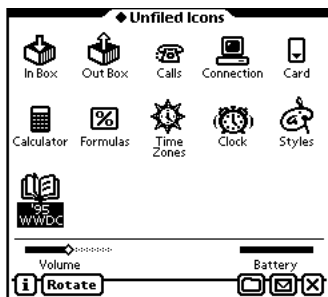 Unfiled Icons
In Box Out Box Calls Connection Card
Calculator Formulas Time Zones Clock Styles
'95 WWDC
Volume Battery
i Rotate